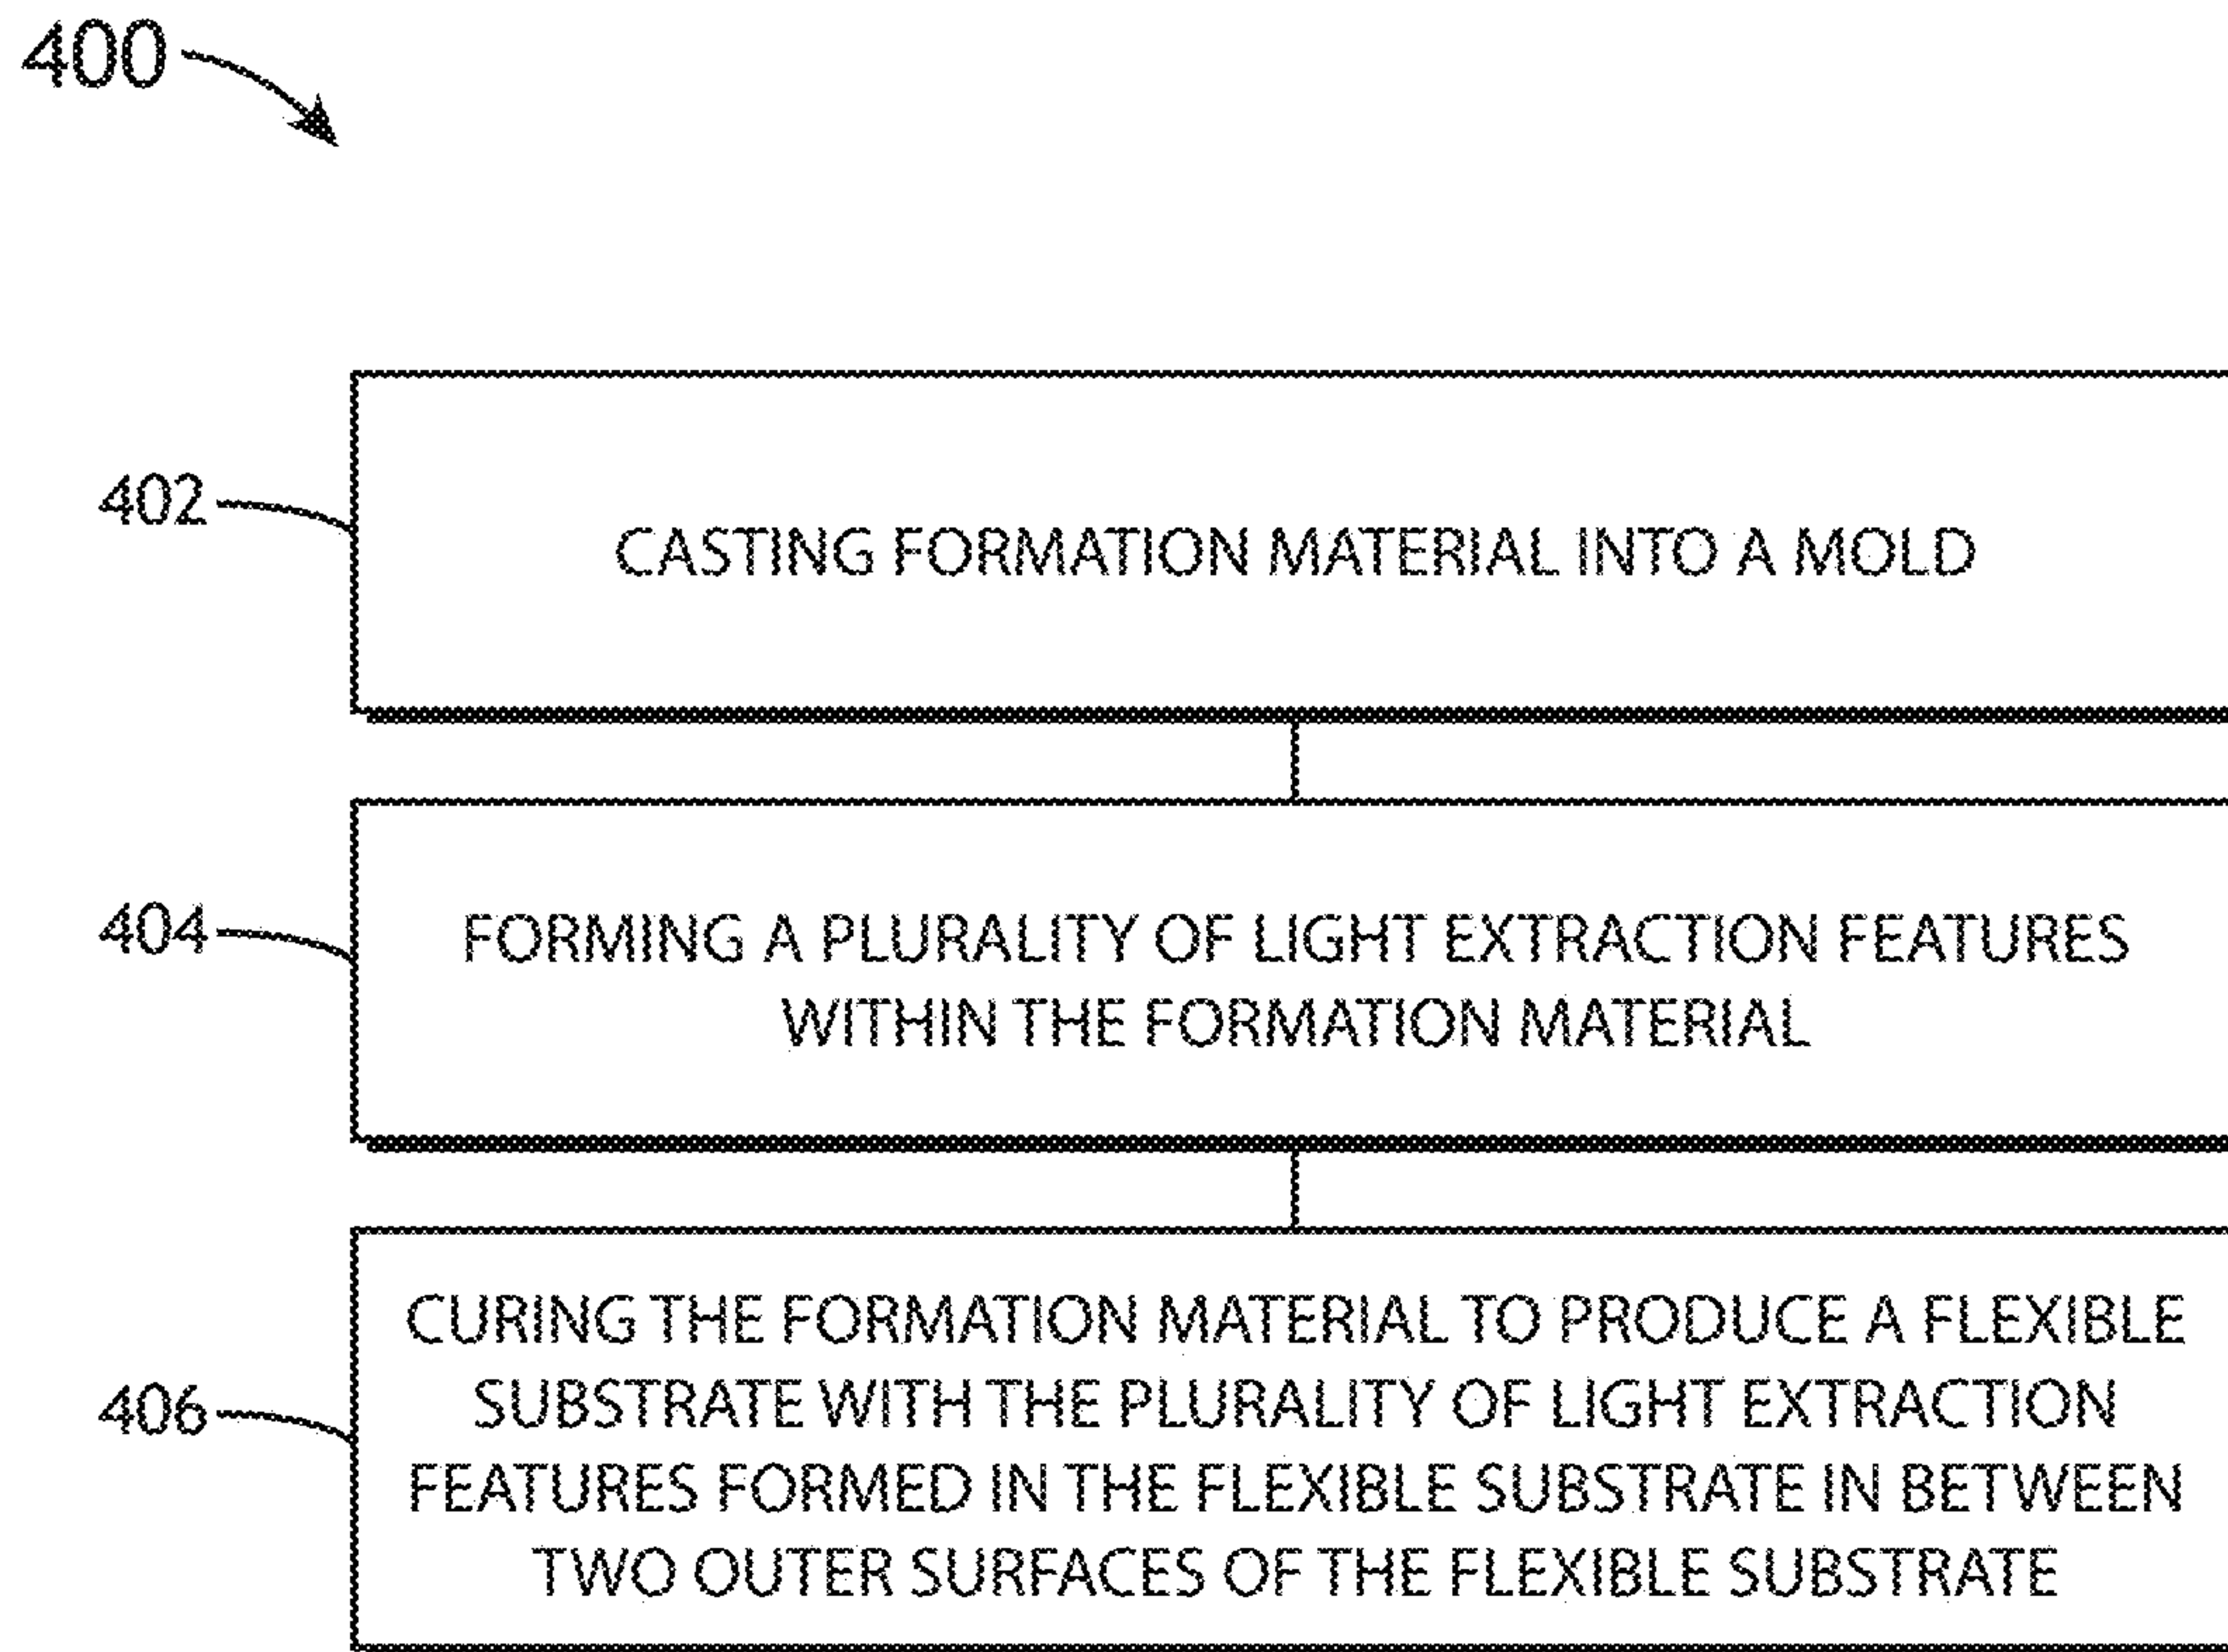 400
402
CASTING FORMATION MATERIAL INTO A MOLD
404
FORMING A PLURALITY OF LIGHT EXTRACTION FEATURES
WITHIN THE FORMATION MATERIAL
406
CURING THE FORMATION MATERIAL TO PRODUCE A FLEXIBLE
SUBSTRATE WITH THE PLURALITY OF LIGHT EXTRACTION
FEATURES FORMED IN THE FLEXIBLE SUBSTRATE IN BETWEEN
TWO OUTER SURFACES OF THE FLEXIBLE SUBSTRATE